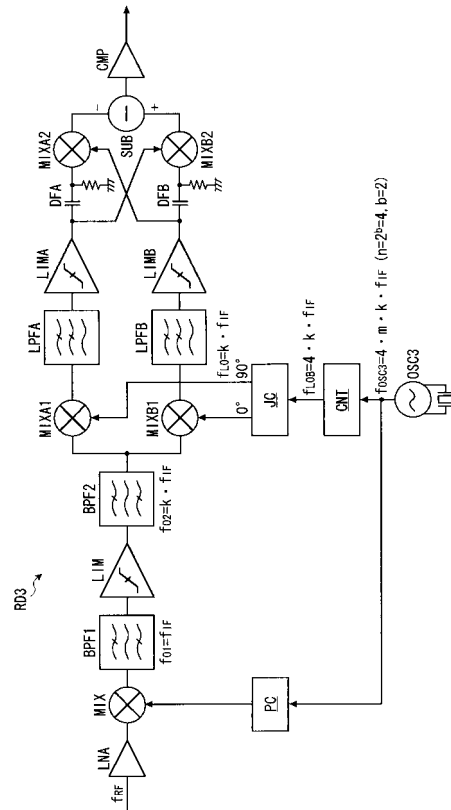 RD3
f_RF
LNA
MIX
BPF1
f_O1=f_IF
LIM
BPF2
f_O2=k・f_IF
MIXA1
MIXB1
LPFA
LPFB
f_LO=k・f_IF
0°
90°
LIMA
LIMB
DFA
DFB
MIXA2
MIXB2
−
−
+
SUB
CMP
JC
f_LOB=4・k・f_IF
CNT
PC
f_OSC3=4・m・k・f_IF (n=2^b=4,b=2)
OSC3